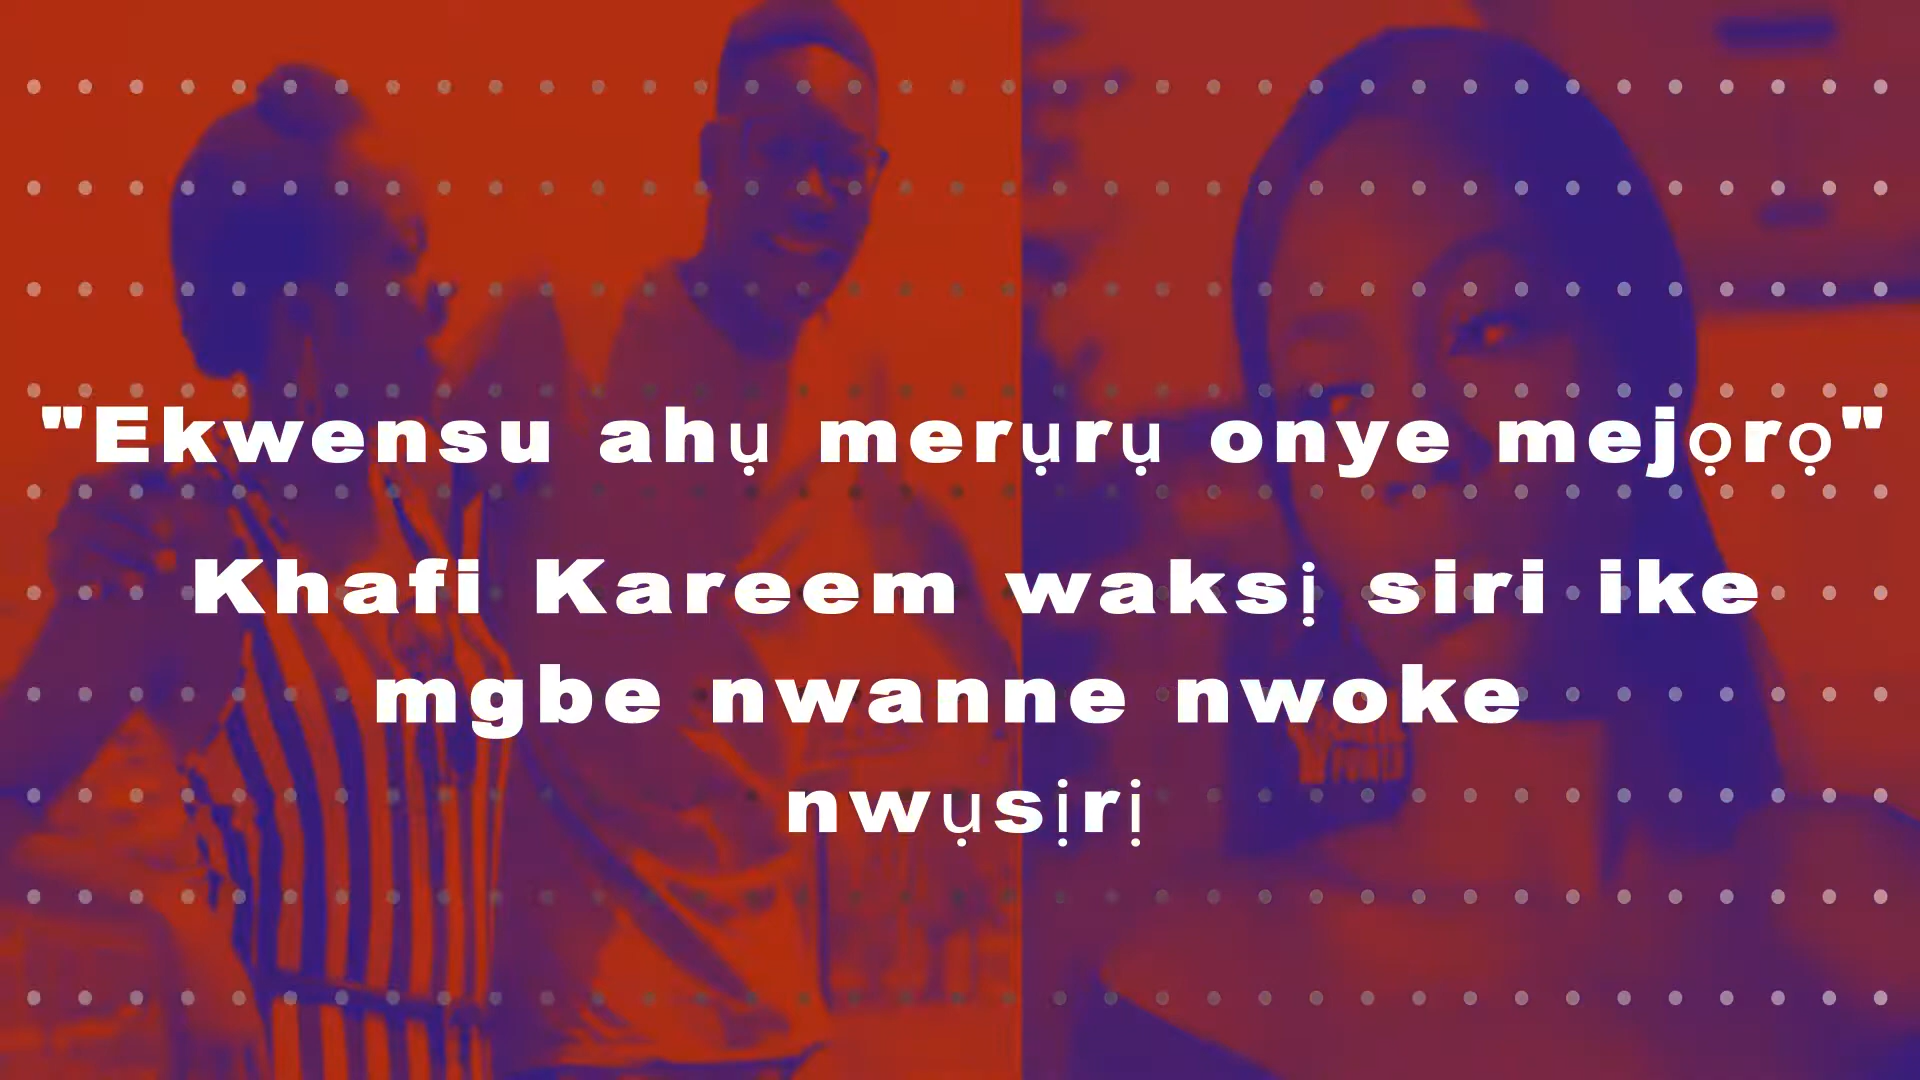 "Ekwensu ahụ merụrụ onye mejọrọ"
Khafi Kareem waksị siri ike
mgbe nwanne nwoke
nwụsịrị